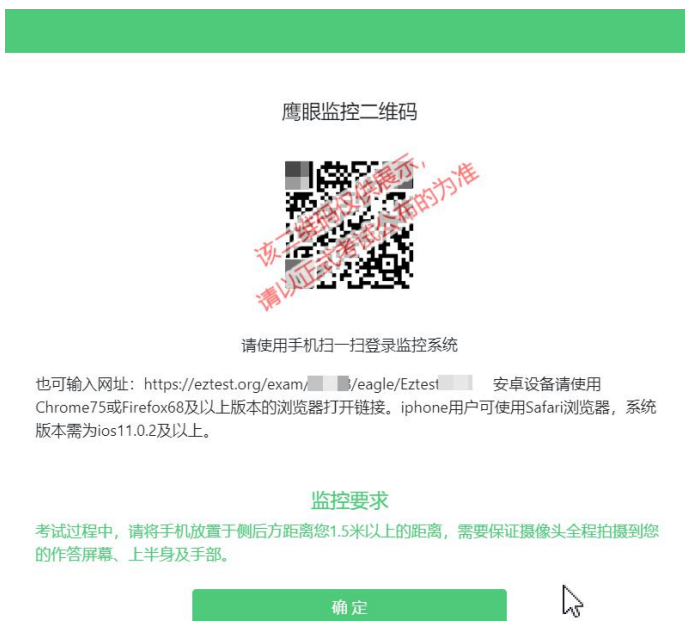 鹰眼监控二维码
该二维码仅供展示，
请以正式考试公布的为准
请使用手机扫一扫登录监控系统
也可输入网址：https://eztest.org/exam/ /eagle/Eztest 安卓设备请使用
Chrome75或Firefox68及以上版本的浏览器打开链接。iphone用户可使用Safari浏览器，系统
版本需为ios11.0.2及以上。
监控要求
考试过程中，请将手机放置于侧后方距离您1.5米以上的距离，需要保证摄像头全程拍摄到您
的作答屏幕、上半身及手部。
确定